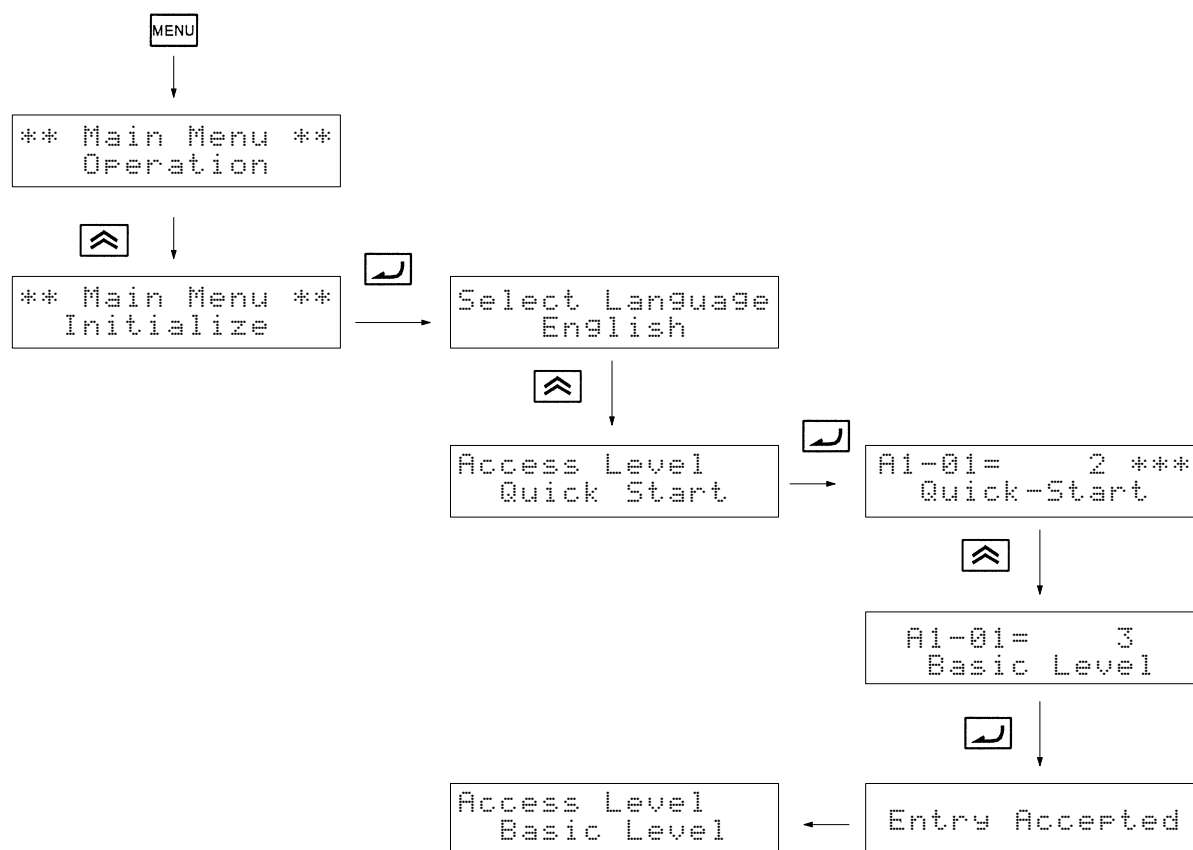 MENU
** Main Menu **
Operation
** Main Menu **
Initialize
Select Language
English
Access Level
Quick Start
A1-01= 2 ***
Quick-Start
A1-01= 3
Basic Level
Entry Accepted
Access Level
Basic Level